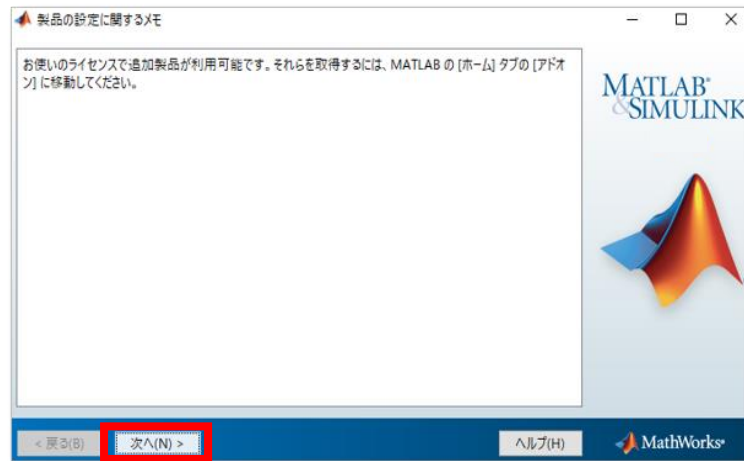 製品の設定に関するメモ
お使いのライセンスで追加製品が利用可能です。それらを取得するには、MATLAB の [ホーム] タブの [アドオ
ン] に移動してください。
MATLAB®
&SIMULINK
< 戻る(B)
次へ(N) >
ヘルプ(H)
MathWorks®